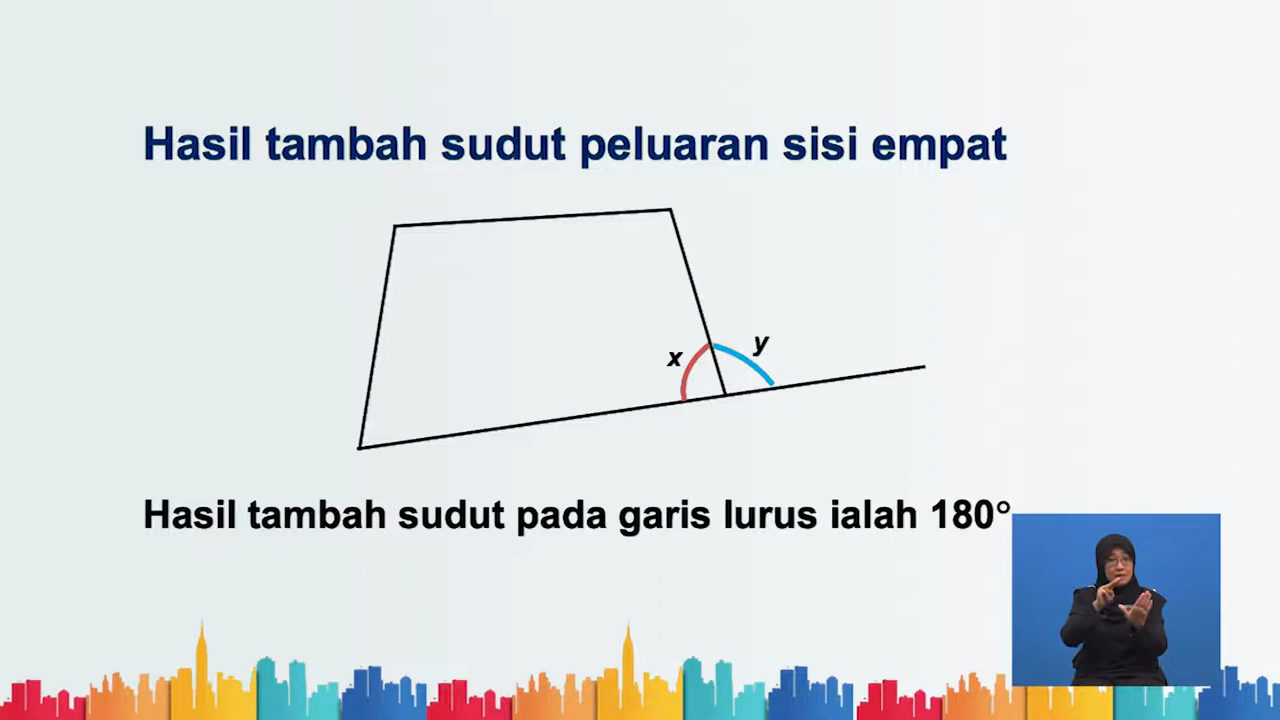 Hasil tambah sudut peluaran sisi empat
x
y
Hasil tambah sudut pada garis lurus ialah 180°